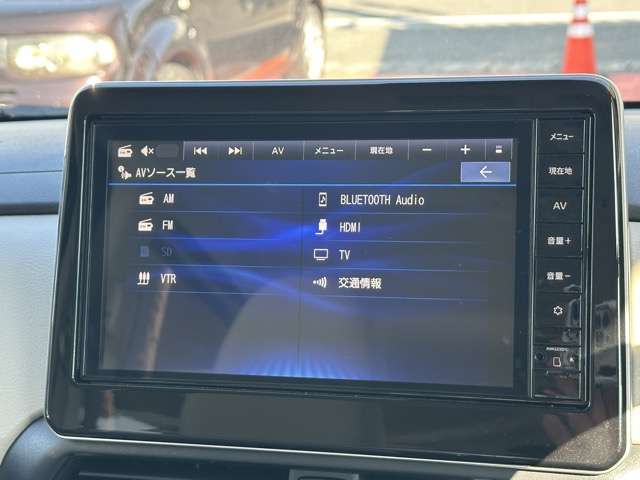 AV メニュー 現在地 − +
AVソース一覧
AM
FM
SD
VTR
BLUETOOTH Audio
HDMI
TV
交通情報
メニュー
現在地
AV
音量+
音量−